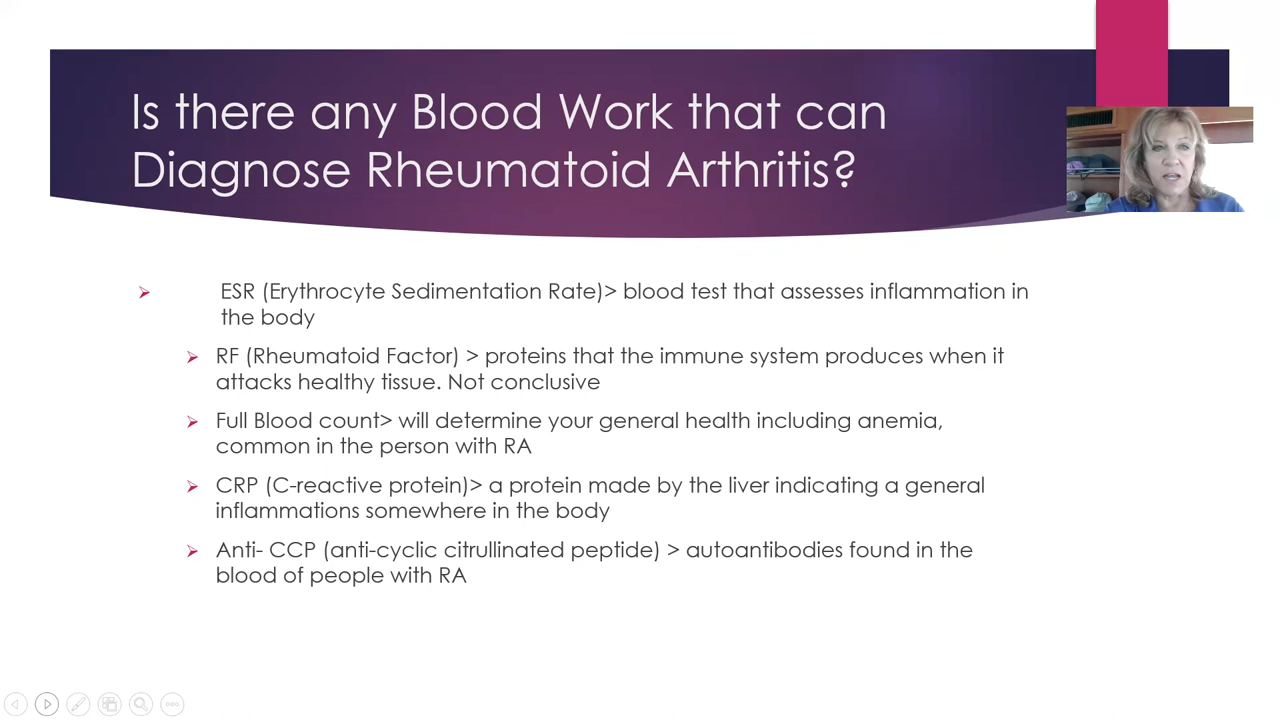 Is there any Blood Work that can
Diagnose Rheumatoid Arthritis?
ESR (Erythrocyte Sedimentation Rate)> blood test that assesses inflammation in
the body
RF (Rheumatoid Factor) > proteins that the immune system produces when it
attacks healthy tissue. Not conclusive
Full Blood count> will determine your general health including anemia,
common in the person with RA
CRP (C-reactive protein)> a protein made by the liver indicating a general
inflammations somewhere in the body
Anti- CCP (anti-cyclic citrullinated peptide) > autoantibodies found in the
blood of people with RA